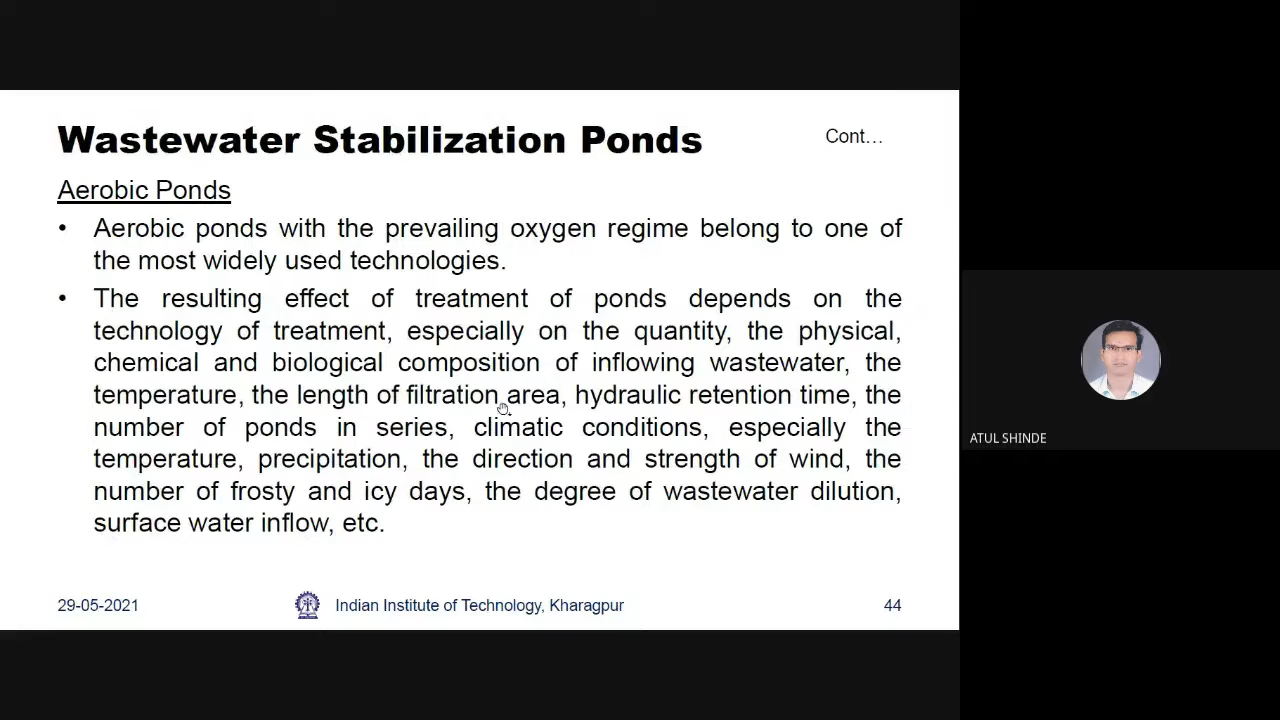 Wastewater Stabilization Ponds
Cont...
Aerobic Ponds
• Aerobic ponds with the prevailing oxygen regime belong to one of
the most widely used technologies.
• The resulting effect of treatment of ponds depends on the
technology of treatment, especially on the quantity, the physical,
chemical and biological composition of inflowing wastewater, the
temperature, the length of filtration area, hydraulic retention time, the
number of ponds in series, climatic conditions, especially the
temperature, precipitation, the direction and strength of wind, the
number of frosty and icy days, the degree of wastewater dilution,
surface water inflow, etc.
29-05-2021
Indian Institute of Technology, Kharagpur
44
ATUL SHINDE